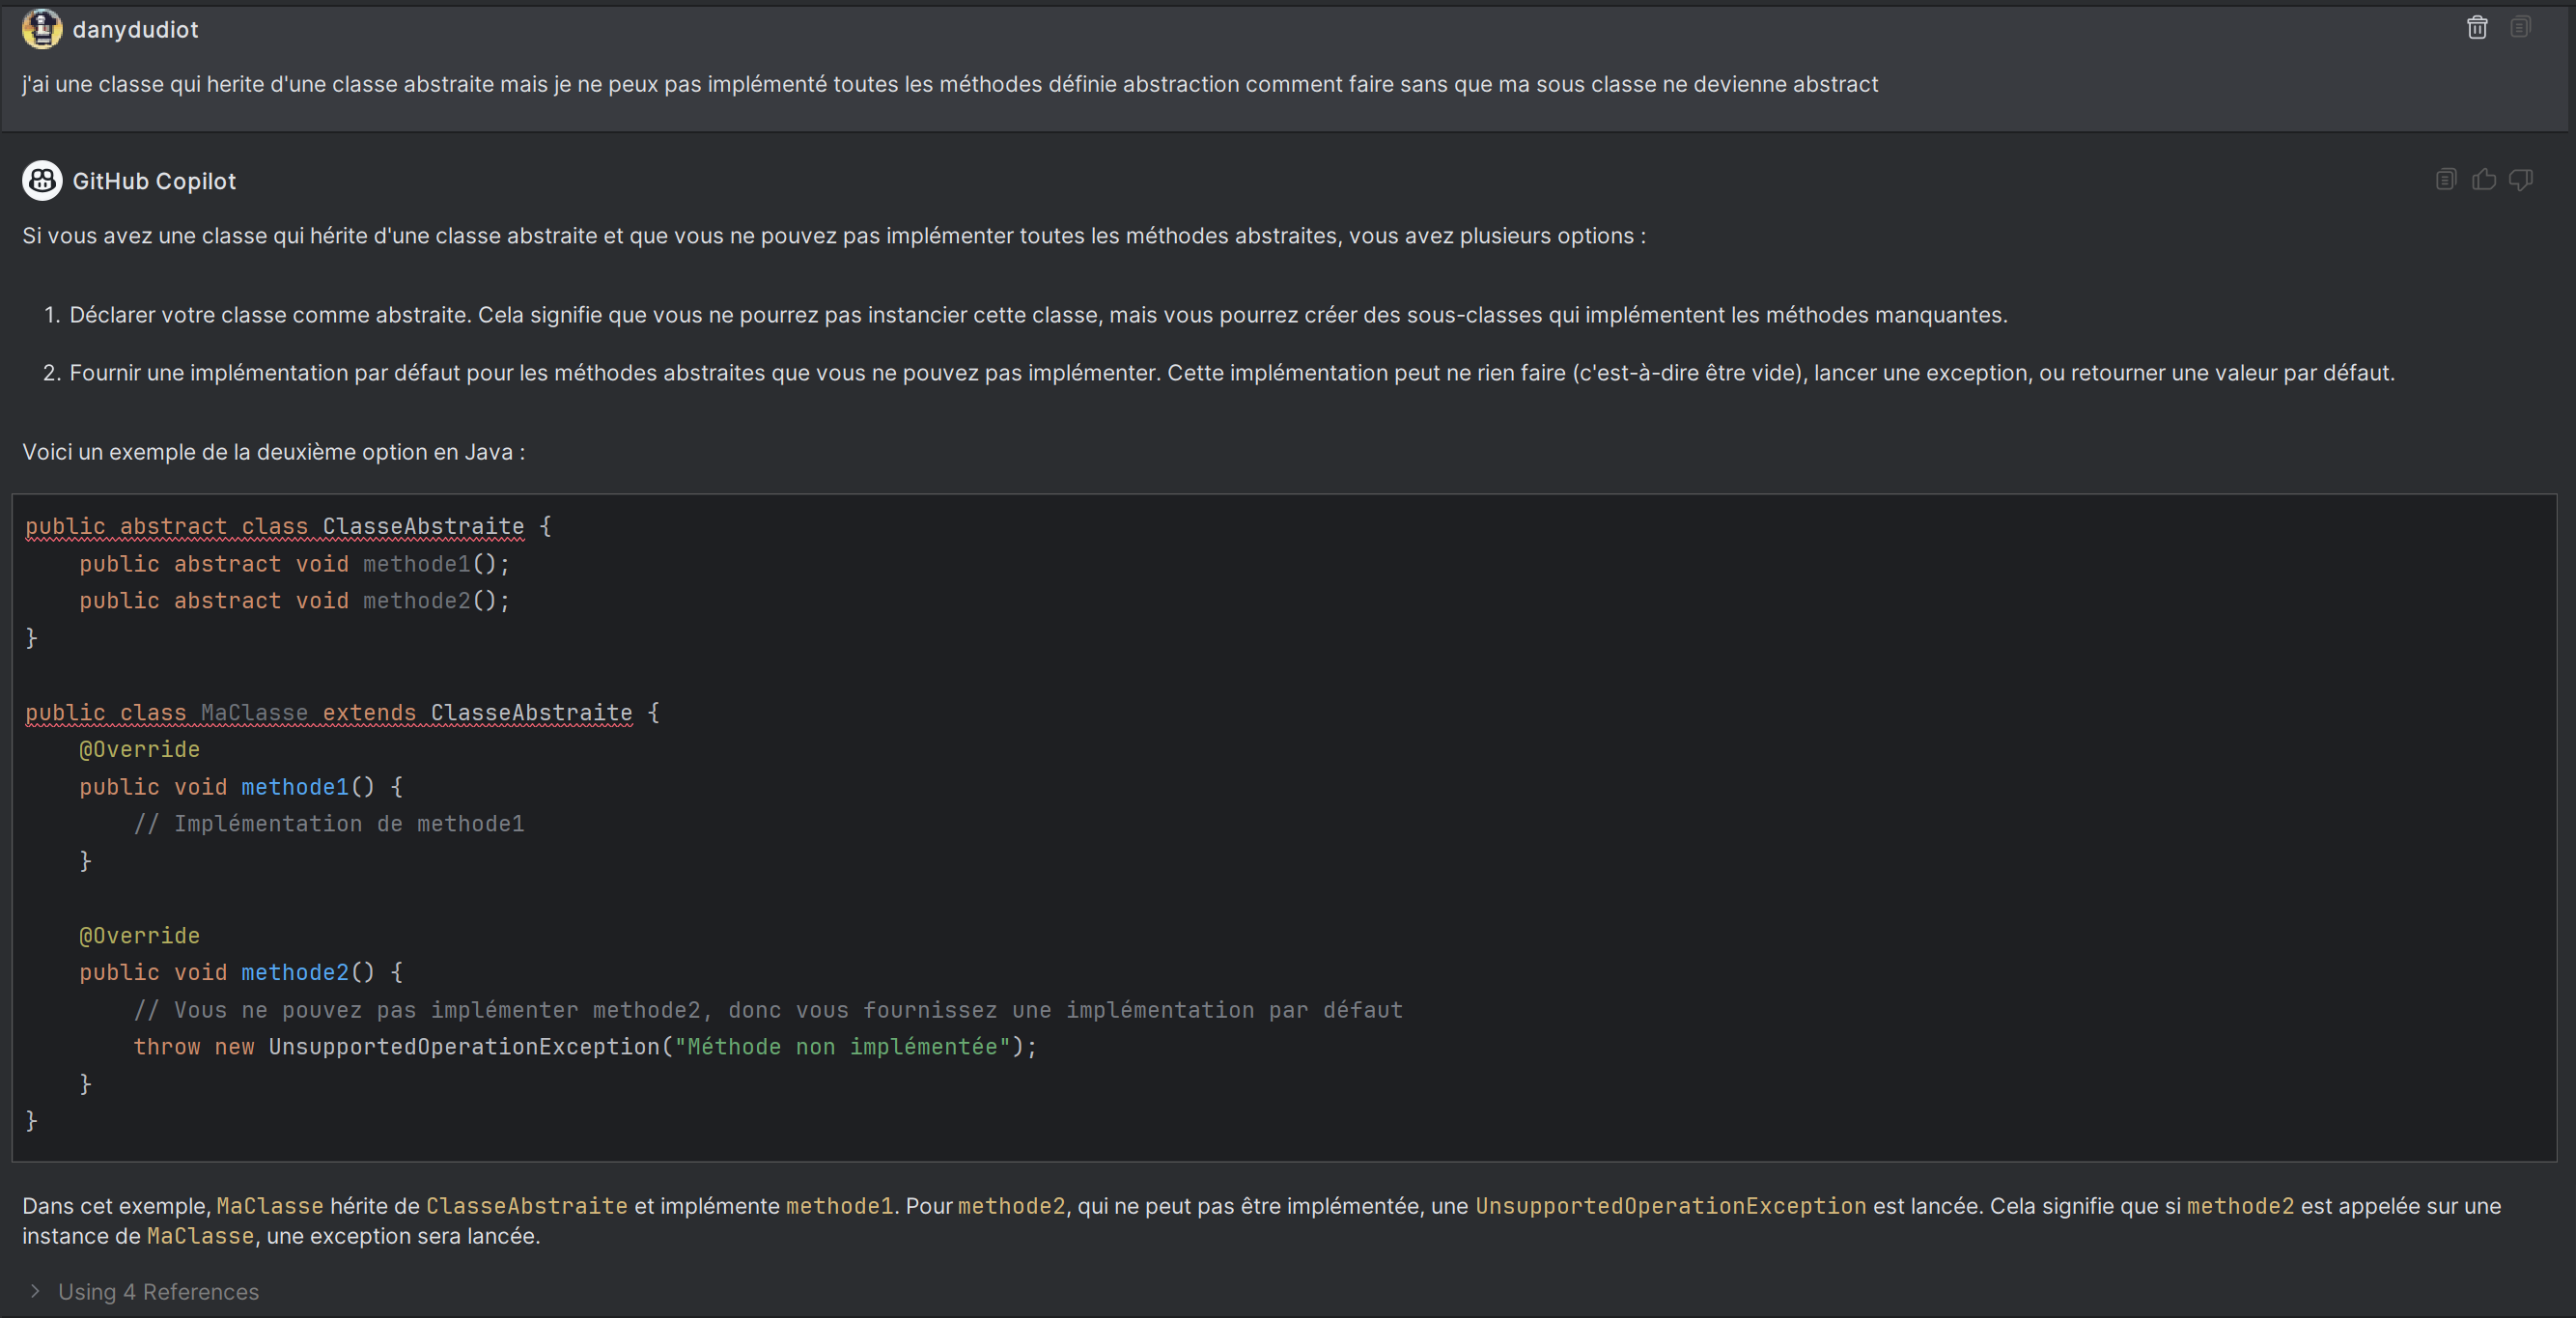 danydudiot
j'ai une classe qui herite d'une classe abstraite mais je ne peux pas implémenté toutes les méthodes définie abstraction comment faire sans que ma sous classe ne devienne abstract
GitHub Copilot
Si vous avez une classe qui hérite d'une classe abstraite et que vous ne pouvez pas implémenter toutes les méthodes abstraites, vous avez plusieurs options :
1. Déclarer votre classe comme abstraite. Cela signifie que vous ne pourrez pas instancier cette classe, mais vous pourrez créer des sous-classes qui implémentent les méthodes manquantes.
2. Fournir une implémentation par défaut pour les méthodes abstraites que vous ne pouvez pas implémenter. Cette implémentation peut ne rien faire (c'est-à-dire être vide), lancer une exception, ou retourner une valeur par défaut.
Voici un exemple de la deuxième option en Java :
public abstract class ClasseAbstraite {
    public abstract void methode1();
    public abstract void methode2();
}
public class MaClasse extends ClasseAbstraite {
    @Override
    public void methode1() {
        // Implémentation de methode1
    }
    @Override
    public void methode2() {
        // Vous ne pouvez pas implémenter methode2, donc vous fournissez une implémentation par défaut
        throw new UnsupportedOperationException("Méthode non implémentée");
    }
}
Dans cet exemple, MaClasse hérite de ClasseAbstraite et implémente methode1. Pour methode2, qui ne peut pas être implémentée, une UnsupportedOperationException est lancée. Cela signifie que si methode2 est appelée sur une
instance de MaClasse, une exception sera lancée.
Using 4 References